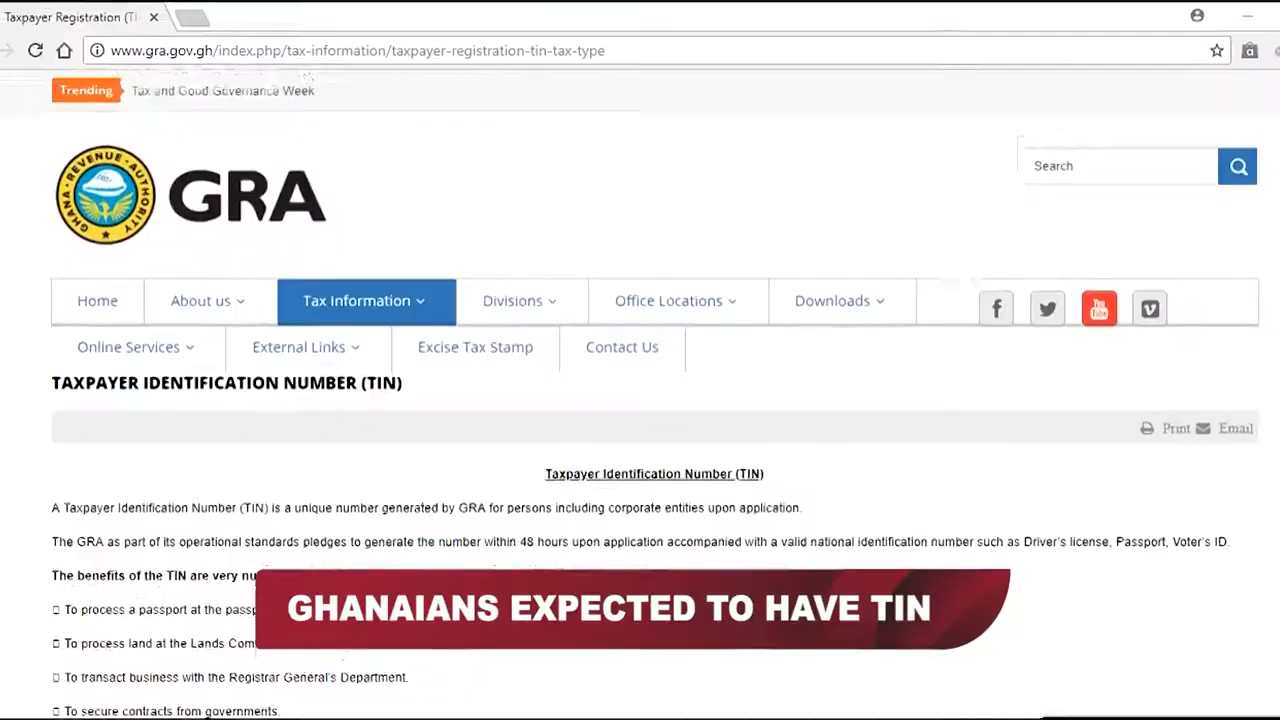 Taxpayer Registration (TI
www.gra.gov.gh/index.php/tax-information/taxpayer-registration-tin-tax-type
Trending Tax and Good Governance Week
GHANA REVENUE AUTHORITY
GRA
Search
Home About us Tax Information Divisions Office Locations Downloads
You Tube
Online Services External Links Excise Tax Stamp Contact Us
TAXPAYER IDENTIFICATION NUMBER (TIN)
Print Email
Taxpayer Identification Number (TIN)
A Taxpayer Identification Number (TIN) is a unique number generated by GRA for persons including corporate entities upon application.
The GRA as part of its operational standards pledges to generate the number within 48 hours upon application accompanied with a valid national identification number such as Driver's license, Passport, Voter's ID.
The benefits of the TIN are very
To process a passport at the
GHANAIANS EXPECTED TO HAVE TIN
To process land at the Lands
To transact business with the Registrar General's Department.
To secure contracts from governments.